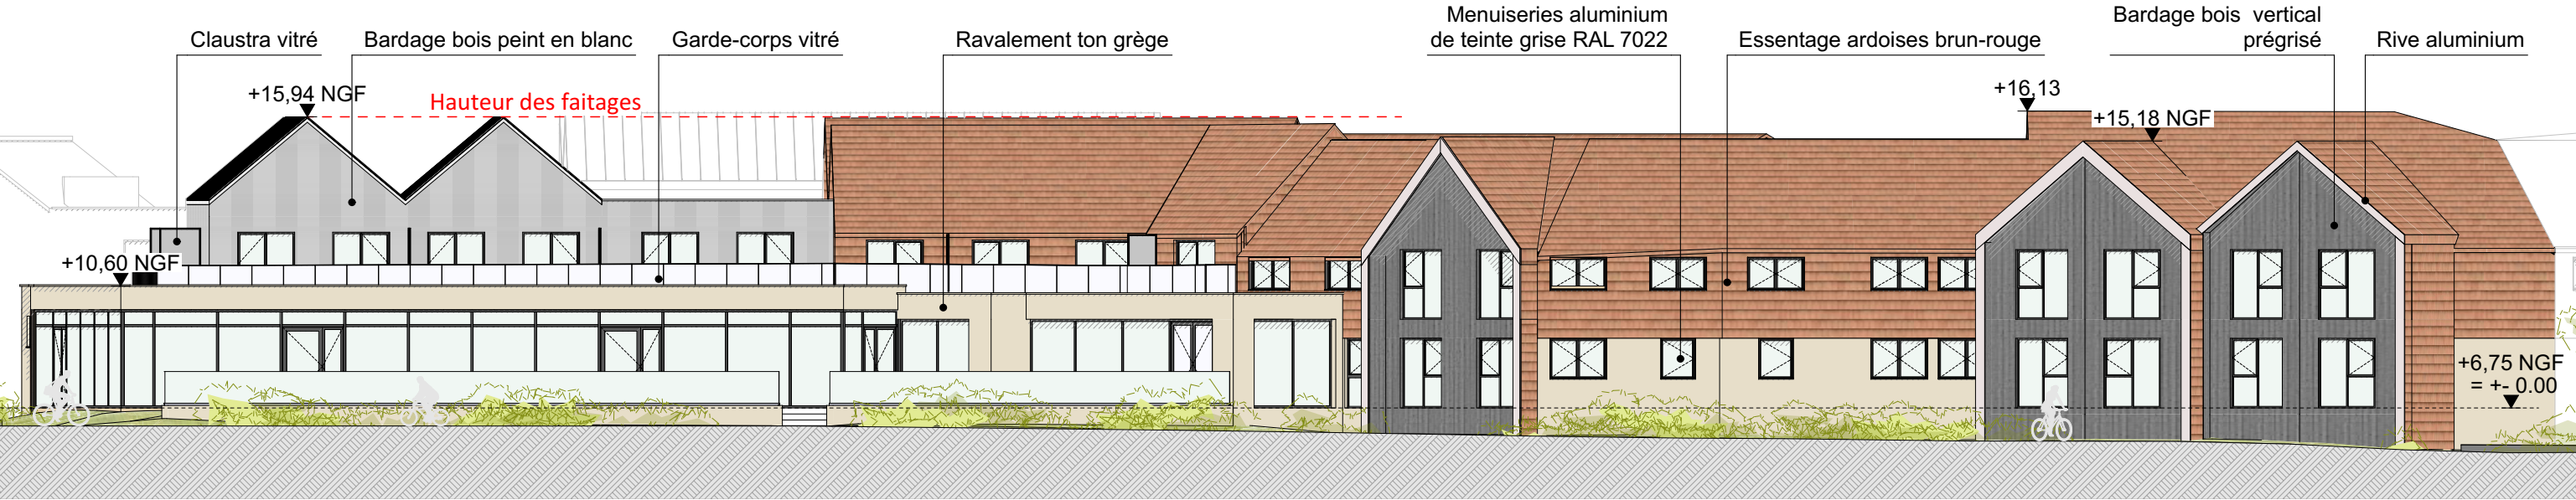 Claustra vitré
Bardage bois peint en blanc
Garde-corps vitré
Ravalement ton grège
Menuiseries aluminium
de teinte grise RAL 7022
Essentage ardoises brun-rouge
Bardage bois vertical
prégrisé
Rive aluminium
+15,94 NGF
Hauteur des faitages
+16,13
+15,18 NGF
+10,60 NGF
+6,75 NGF
= +- 0.00